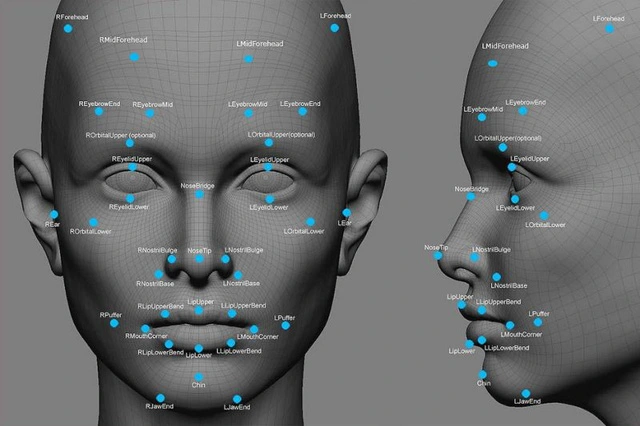 RForehead
LForehead
RMidForehead
LMidForehead
REyebrowEnd
REyebrowMid
LEyebrowMid
LEyebrowEnd
ROrbitalUpper (optional)
LOrbitalUpper(optional)
REyelidUpper
LEyelidUpper
NoseBridge
REyelidLower
LEyelidLower
REar
ROrbitalLower
LOrbitalLower
LEar
RNostrilBulge
NoseTip
LNostrilBulge
RNostrilBase
LNostrilBase
LipUpper
RLipUpperBend
LLipUpperBend
RPuffer
LPuffer
RMouthCorner
LMouthCorner
RLipLowerBend
LipLower
LLipLowerBend
Chin
RJawEnd
LJawEnd
LForehead
LMidForehead
LEyebrowEnd
LEyebrowMid
LOrbitalUpper(optional)
LEyelidUpper
NoseBridge
LEyelidLower
LOrbitalLower
NoseTip
LNostrilBulge
LNostrilBase
LipUpper
LLipUpperBend
LPuffer
LMouthCorner
LipLower
LLipLowerBend
Chin
LJawEnd